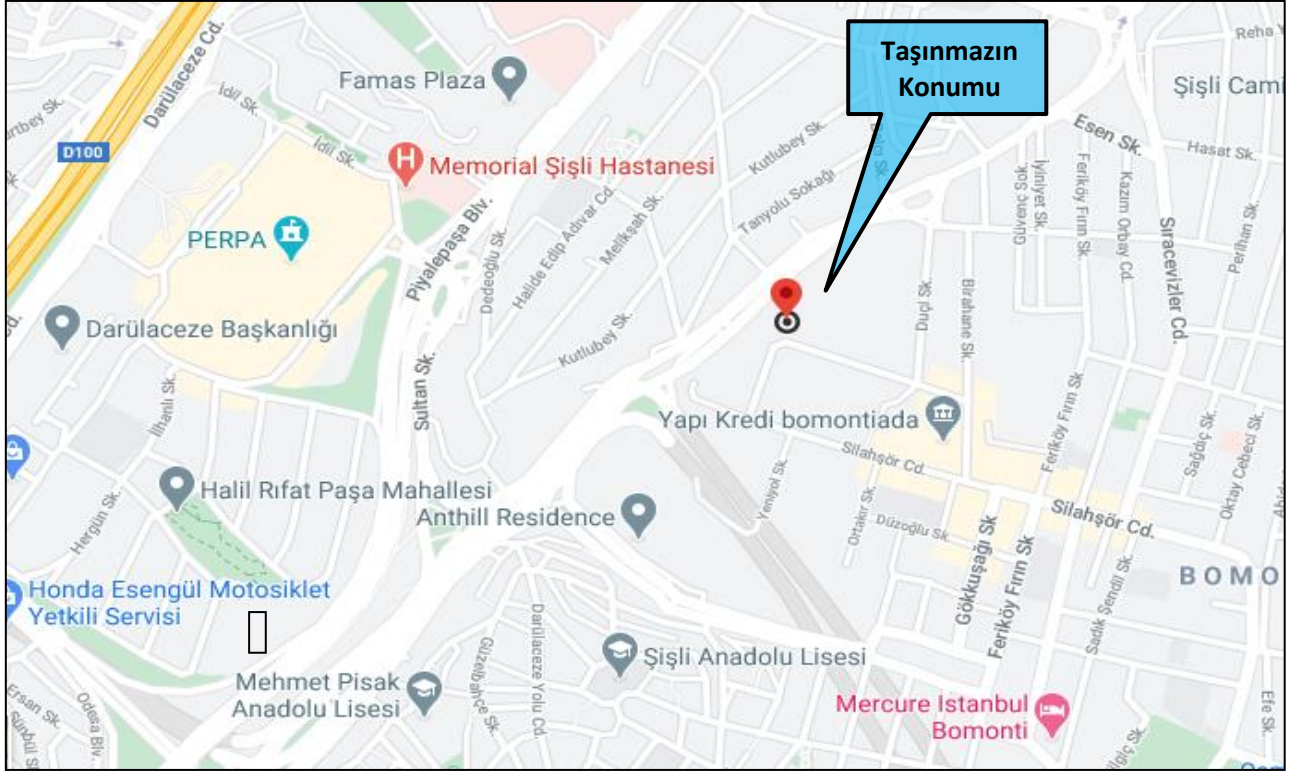 Darülaceze Cd.
İdil Sk.
Famas Plaza
Taşınmazın
Konumu
Reha
Şişli Cami
D100
İdil Sk.
Memorial Şişli Hastanesi
Kutlubey Sk.
Esen Sk.
Hasat Sk.
PERPA
Piyalepaşa Blv.
Dedeoğlu Sk.
Halide Edip Adıvar Cd.
Melikşah Sk.
Tanyolu Sokağı
Güvenç Sok
İyiniyet Sk.
Feriköy Fırın Sk.
Kazım Orbay Cd.
Sıracevizler Cd.
Perihan Sk.
Darülaceze Başkanlığı
Kutlubey Sk.
Duçi Sk.
Birahane Sk.
İlhanlı Sk.
Sultan Sk.
Yapı Kredi bomontiada
Feriköy Fırın Sk
Sağdıç Sk.
Oktay Cebeci Sk.
Silahşör Cd.
Halil Rıfat Paşa Mahallesi
Anthill Residence
Yeniyol Sk.
Ortakır Sk.
Düzoğlu Sk.
Silahşör Cd.
Hergün Sk.
Gökkuşağı Sk
Feriköy Fırın Sk
Sadık Şendil Sk.
BOMO
Honda Esengül Motosiklet
Yetkili Servisi
Güzelbahçe Sk.
Darülaceze Yolu Cd.
Şişli Anadolu Lisesi
Mehmet Pisak
Anadolu Lisesi
Mercure Istanbul
Bomonti
Ersan Sk.
Odesa Blv.
Efe Sk.